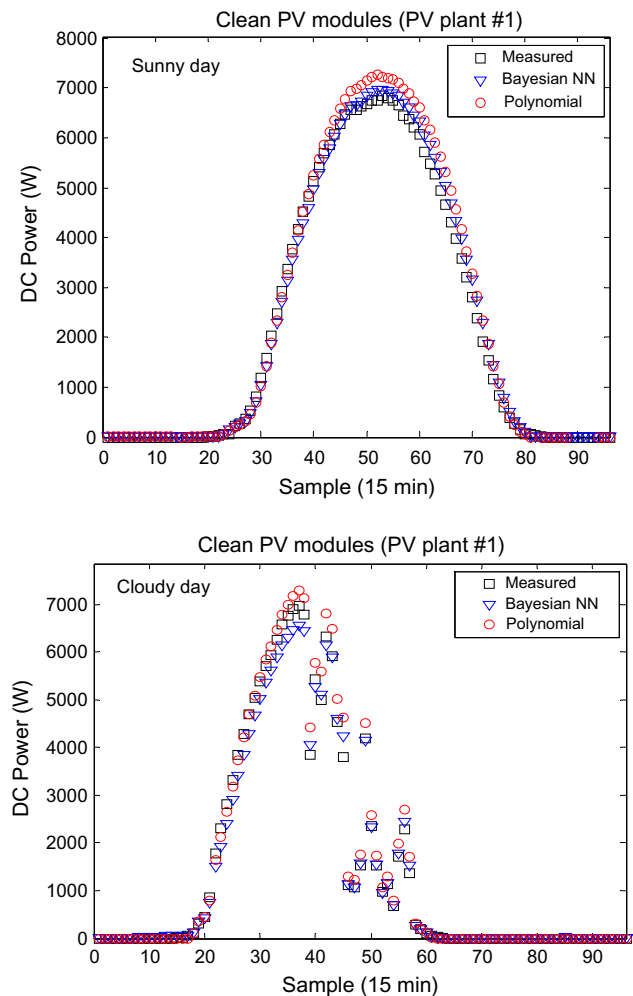 Clean PV modules (PV plant #1)
8000
7000
6000
5000
4000
3000
2000
1000
0
DC Power (W)
Sunny day
Measured
Bayesian NN
Polynomial
0 10 20 30 40 50 60 70 80 90
Sample (15 min)
Clean PV modules (PV plant #1)
7000
6000
5000
4000
3000
2000
1000
0
DC Power (W)
Cloudy day
Measured
Bayesian NN
Polynomial
0 10 20 30 40 50 60 70 80 90
Sample (15 min)